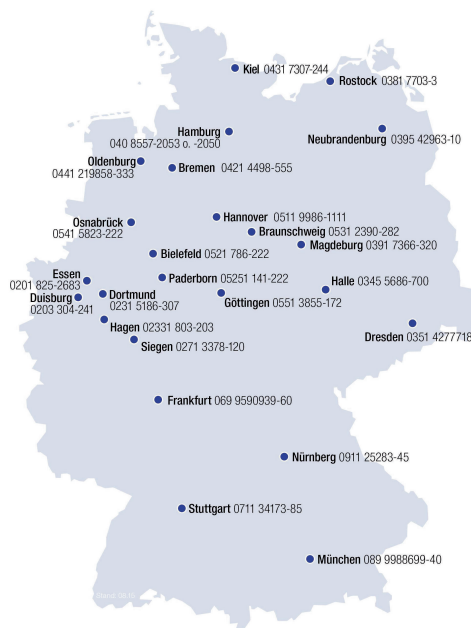 Kiel 0431 7307-244
Rostock 0381 7703-3
Hamburg
040 8557-2053 o. -2050
Neubrandenburg 0395 42963-10
Oldenburg
0441 219858-333
Bremen 0421 4498-555
Hannover 0511 9986-1111
Osnabrück
0541 5823-222
Braunschweig 0531 2390-282
Magdeburg 0391 7366-320
Bielefeld 0521 786-222
Essen
0201 825-2683
Paderborn 05251 141-222
Halle 0345 5686-700
Duisburg
0203 304-241
Dortmund
0231 5186-307
Göttingen 0551 3855-172
Hagen 02331 803-203
Dresden 0351 4277718
Siegen 0271 3378-120
Frankfurt 069 9590939-60
Nürnberg 0911 25283-45
Stuttgart 0711 34173-85
München 089 9988699-40